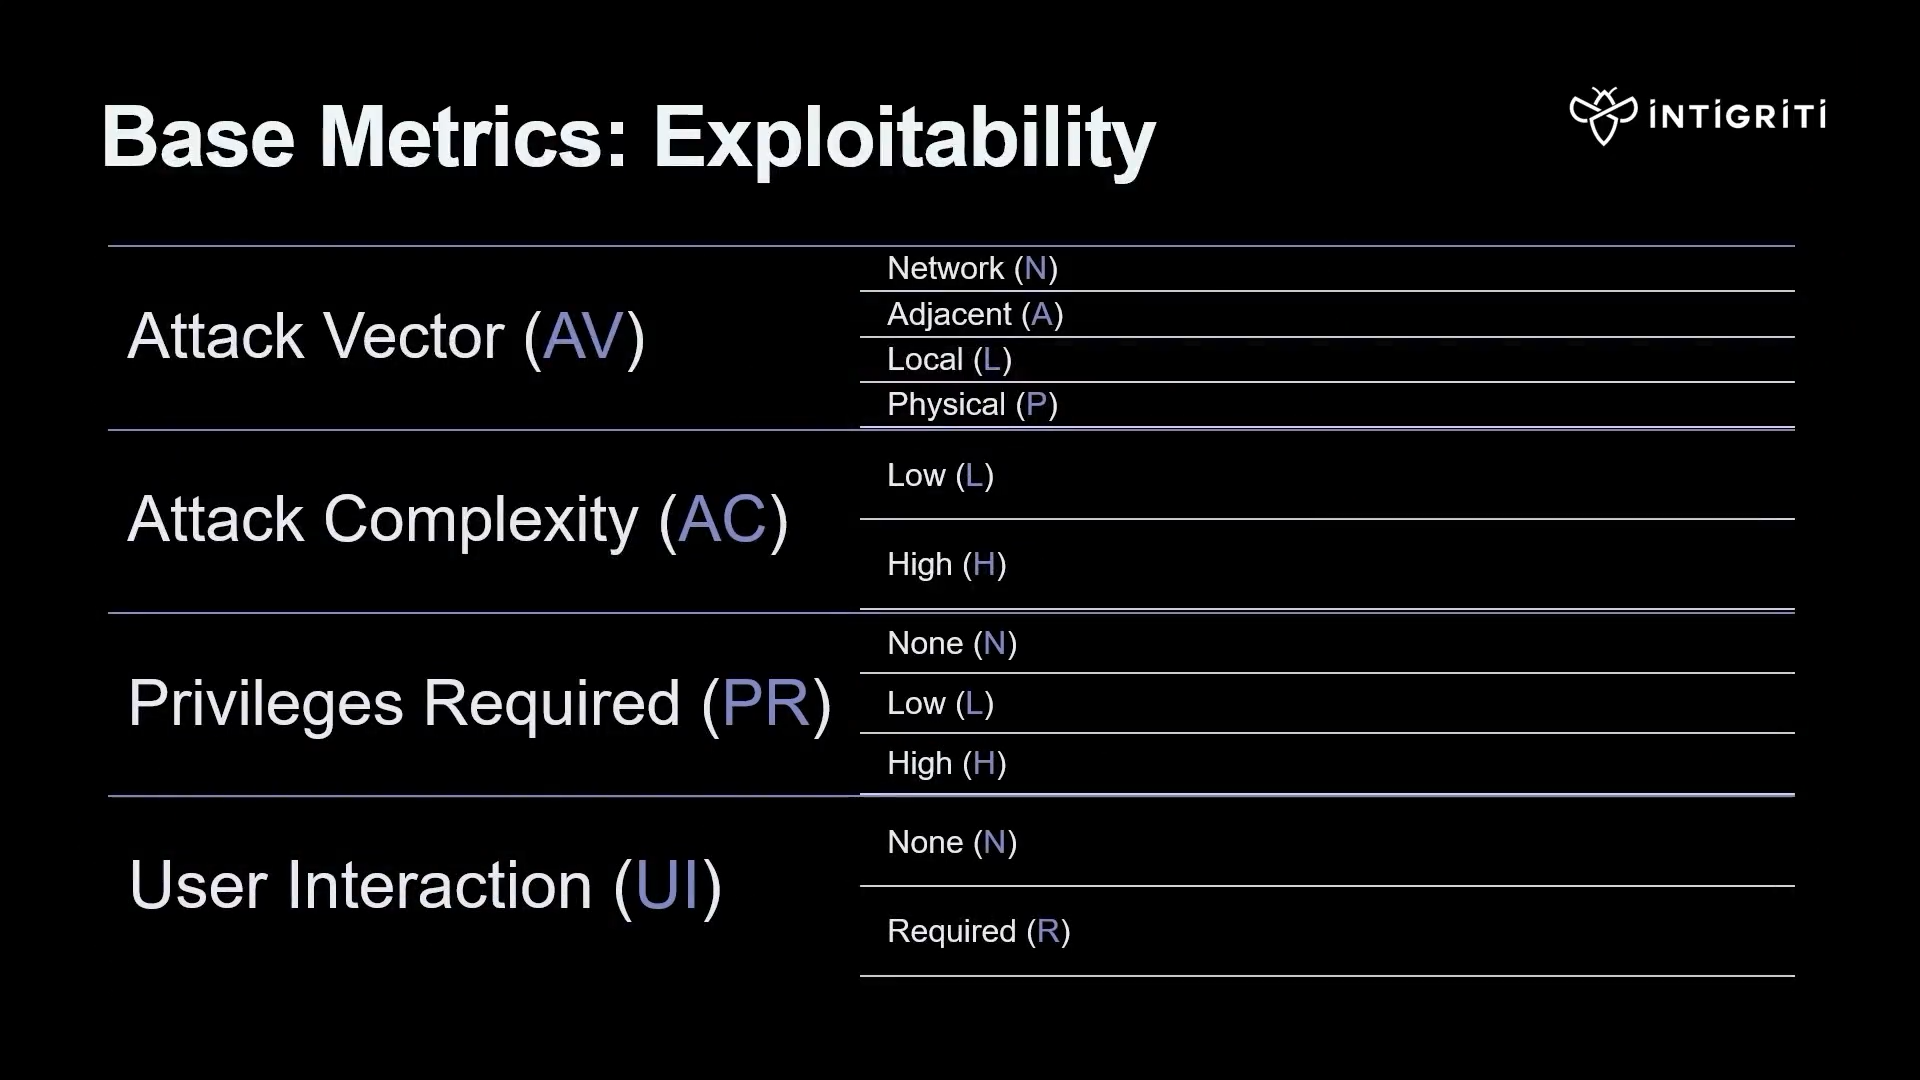 Base Metrics: Exploitability
INTIGRITI
Attack Vector (AV)
Network (N)
Adjacent (A)
Local (L)
Physical (P)
Attack Complexity (AC)
Low (L)
High (H)
Privileges Required (PR)
None (N)
Low (L)
High (H)
User Interaction (UI)
None (N)
Required (R)